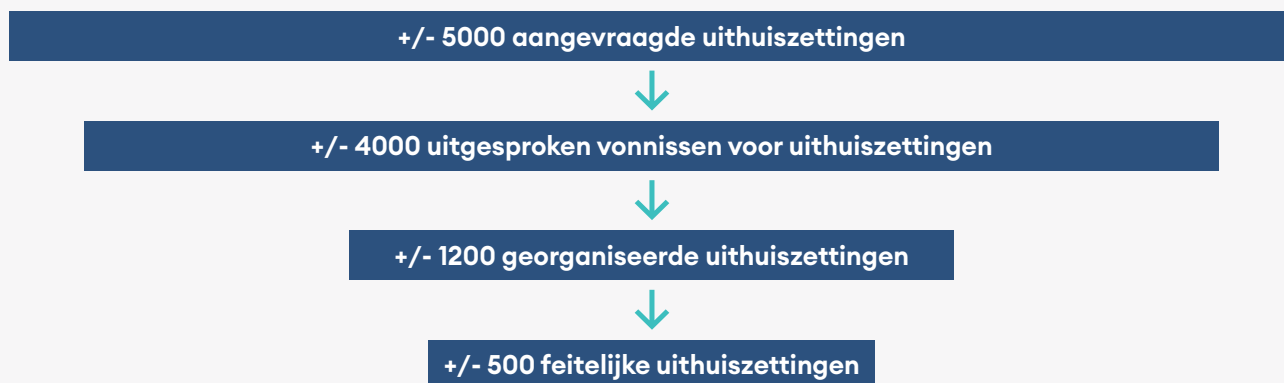 +/- 5000 aangevraagde uithuiszettingen
+/- 4000 uitgesproken vonnissen voor uithuiszettingen
+/- 1200 georganiseerde uithuiszettingen
+/- 500 feitelijke uithuiszettingen